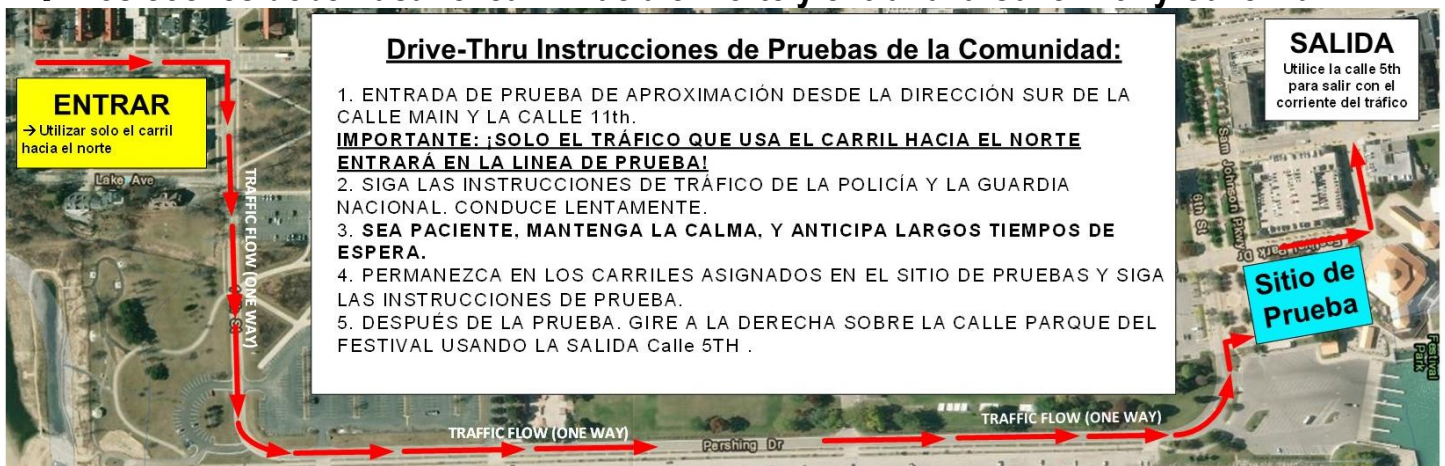 Drive-Thru Instrucciones de Pruebas de la Comunidad:
1. ENTRADA DE PRUEBA DE APROXIMACIÓN DESDE LA DIRECCIÓN SUR DE LA
CALLE MAIN Y LA CALLE 11th.
IMPORTANTE: ¡SOLO EL TRÁFICO QUE USA EL CARRIL HACIA EL NORTE
ENTRARÁ EN LA LINEA DE PRUEBA!
2. SIGA LAS INSTRUCCIONES DE TRÁFICO DE LA POLICÍA Y LA GUARDIA
NACIONAL. CONDUCE LENTAMENTE.
3. SEA PACIENTE, MANTENGA LA CALMA, Y ANTICIPA LARGOS TIEMPOS DE
ESPERA.
4. PERMANEZCA EN LOS CARRILES ASIGNADOS EN EL SITIO DE PRUEBAS Y SIGA
LAS INSTRUCCIONES DE PRUEBA.
5. DESPUÉS DE LA PRUEBA. GIRE A LA DERECHA SOBRE LA CALLE PARQUE DEL
FESTIVAL USANDO LA SALIDA Calle 5TH .
ENTRAR
→ Utilizar solo el carril
hacia el norte
SALIDA
Utilice la calle 5th
para salir con el
corriente del tráfico
Lake Ave
TRAFFIC FLOW (ONE WAY)
Sam Johnson Pkwy
6th St
Park Dr
Sitio de
Prueba
Festival
Park
TRAFFIC FLOW (ONE WAY)
Pershing Dr
TRAFFIC FLOW (ONE WAY)